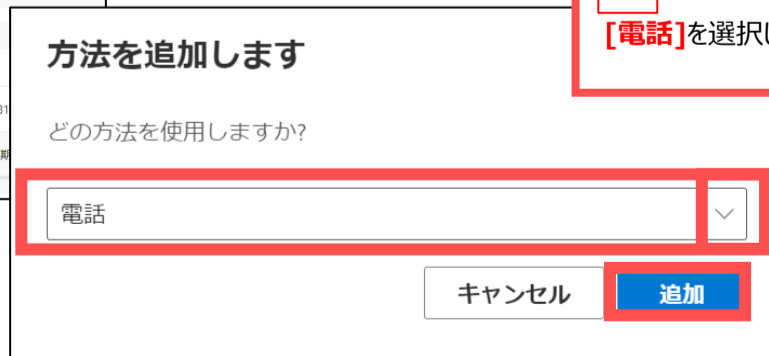 [電話]を選択し
方法を追加します
どの方法を使用しますか?
電話
キャンセル
追加